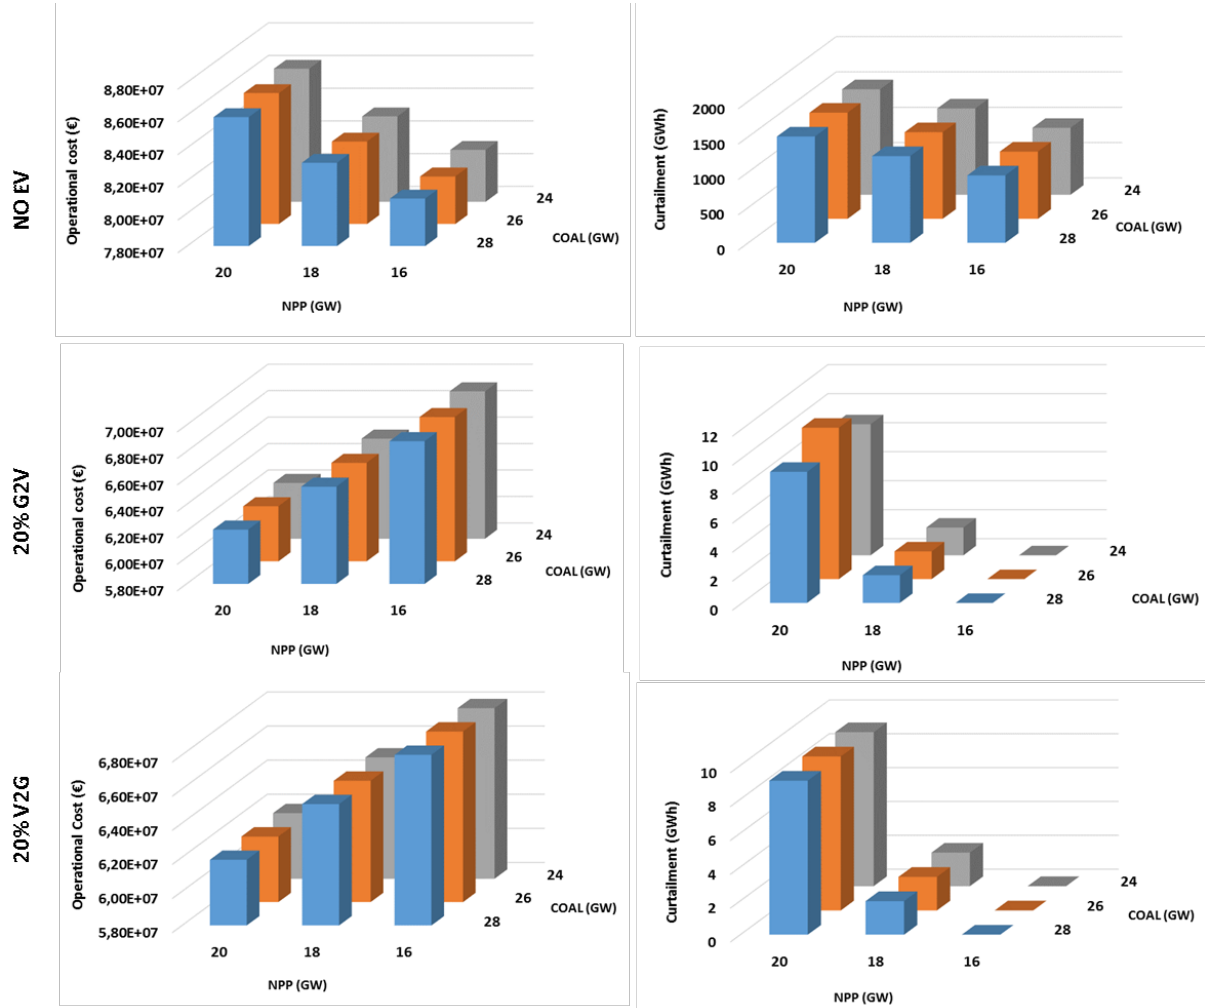 NO EV
Operational cost (€)
8,80E+07
8,60E+07
8,40E+07
8,20E+07
8,00E+07
7,80E+07
20
18
16
NPP (GW)
24
26
28
COAL (GW)
Curtailment (GWh)
2000
1500
1000
500
0
20
18
16
NPP (GW)
24
26
28
COAL (GW)
20% G2V
Operational cost (€)
7,00E+07
6,80E+07
6,60E+07
6,40E+07
6,20E+07
6,00E+07
5,80E+07
20
18
16
NPP (GW)
24
26
28
COAL (GW)
Curtailment (GWh)
12
10
8
6
4
2
0
20
18
16
NPP (GW)
24
26
28
COAL (GW)
20% V2G
Operational Cost (€)
6,80E+07
6,60E+07
6,40E+07
6,20E+07
6,00E+07
5,80E+07
20
18
16
NPP (GW)
24
26
28
COAL (GW)
Curtailment (GWh)
10
8
6
4
2
0
20
18
16
NPP (GW)
24
26
28
COAL (GW)